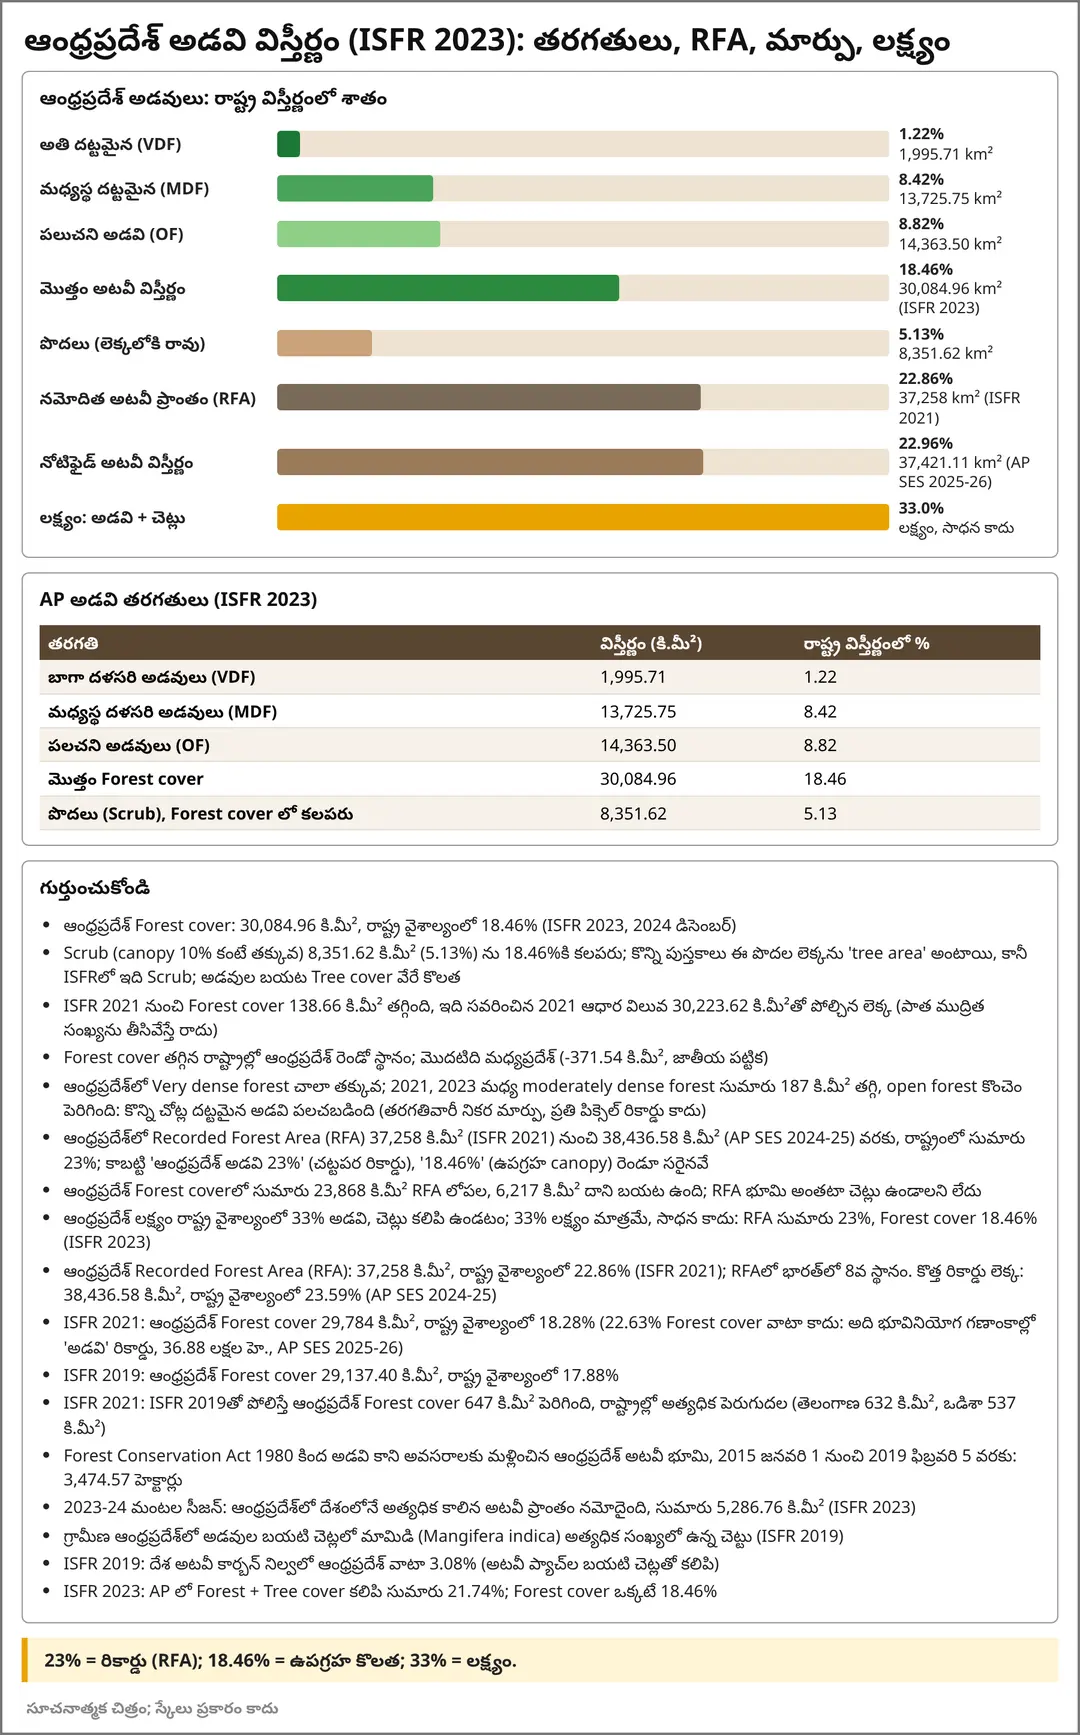 ఆంధ్రప్రదేశ్ అడవి విస్తీర్ణం (ISFR 2023): తరగతులు, RFA, మార్పు, లక్ష్యం
ఆంధ్రప్రదేశ్ అడవులు: రాష్ట్ర విస్తీర్ణంలో శాతం
అతి దట్టమైన (VDF)
1.22%
1,995.71 km²
మధ్యస్థ దట్టమైన (MDF)
8.42%
13,725.75 km²
పలుచని అడవి (OF)
8.82%
14,363.50 km²
మొత్తం అటవీ విస్తీర్ణం
18.46%
30,084.96 km²
(ISFR 2023)
పొదలు (లెక్కలోకి రావు)
5.13%
8,351.62 km²
నమోదిత అటవీ ప్రాంతం (RFA)
22.86%
37,258 km² (ISFR
2021)
నోటిఫైడ్ అటవీ విస్తీర్ణం
22.96%
37,421.11 km² (AP
SES 2025-26)
లక్ష్యం: అడవి + చెట్లు
33.0%
లక్ష్యం, సాధన కాదు
AP అడవి తరగతులు (ISFR 2023)
తరగతి విస్తీర్ణం (కి.మీ²) రాష్ట్ర విస్తీర్ణంలో %
బాగా దళసరి అడవులు (VDF) 1,995.71 1.22
మధ్యస్థ దళసరి అడవులు (MDF) 13,725.75 8.42
పలచని అడవులు (OF) 14,363.50 8.82
మొత్తం Forest cover 30,084.96 18.46
పొదలు (Scrub), Forest cover లో కలపరు 8,351.62 5.13
గుర్తుంచుకోండి
• ఆంధ్రప్రదేశ్ Forest cover: 30,084.96 కి.మీ², రాష్ట్ర వైశాల్యంలో 18.46% (ISFR 2023, 2024 డిసెంబర్)
• Scrub (canopy 10% కంటే తక్కువ) 8,351.62 కి.మీ² (5.13%) ను 18.46%కి కలపరు; కొన్ని పుస్తకాలు ఈ పొదల లెక్కను 'tree area' అంటాయి, కానీ
ISFRలో ఇది Scrub; అడవుల బయట Tree cover వేరే కొలత
• ISFR 2021 నుంచి Forest cover 138.66 కి.మీ² తగ్గింది, ఇది సవరించిన 2021 ఆధార విలువ 30,223.62 కి.మీ²తో పోల్చిన లెక్క (పాత ముద్రిత
సంఖ్యను తీసివేస్తే రాదు)
• Forest cover తగ్గిన రాష్ట్రాల్లో ఆంధ్రప్రదేశ్ రెండో స్థానం; మొదటిది మధ్యప్రదేశ్ (-371.54 కి.మీ², జాతీయ పట్టిక)
• ఆంధ్రప్రదేశ్‌లో Very dense forest చాలా తక్కువ; 2021, 2023 మధ్య moderately dense forest సుమారు 187 కి.మీ² తగ్గి, open forest కొంచెం
పెరిగింది: కొన్ని చోట్ల దట్టమైన అడవి పలచబడింది (తరగతివారీ నికర మార్పు, ప్రతి పిక్సెల్ రికార్డు కాదు)
• ఆంధ్రప్రదేశ్‌లో Recorded Forest Area (RFA) 37,258 కి.మీ² (ISFR 2021) నుంచి 38,436.58 కి.మీ² (AP SES 2024-25) వరకు, రాష్ట్రంలో సుమారు
23%; కాబట్టి 'ఆంధ్రప్రదేశ్ అడవి 23%' (చట్టపర రికార్డు), '18.46%' (ఉపగ్రహ canopy) రెండూ సరైనవే
• ఆంధ్రప్రదేశ్ Forest coverలో సుమారు 23,868 కి.మీ² RFA లోపల, 6,217 కి.మీ² దాని బయట ఉంది; RFA భూమి అంతటా చెట్లు ఉండాలని లేదు
• ఆంధ్రప్రదేశ్ లక్ష్యం రాష్ట్ర వైశాల్యంలో 33% అడవి, చెట్లు కలిపి ఉండటం; 33% లక్ష్యం మాత్రమే, సాధన కాదు: RFA సుమారు 23%, Forest cover 18.46%
(ISFR 2023)
• ఆంధ్రప్రదేశ్ Recorded Forest Area (RFA): 37,258 కి.మీ², రాష్ట్ర వైశాల్యంలో 22.86% (ISFR 2021); RFAలో భారత్‌లో 8వ స్థానం. కొత్త రికార్డు లెక్క:
38,436.58 కి.మీ², రాష్ట్ర వైశాల్యంలో 23.59% (AP SES 2024-25)
• ISFR 2021: ఆంధ్రప్రదేశ్ Forest cover 29,784 కి.మీ², రాష్ట్ర వైశాల్యంలో 18.28% (22.63% Forest cover వాటా కాదు: అది భూవినియోగ గణాంకాల్లో
'అడవి' రికార్డు, 36.88 లక్షల హె., AP SES 2025-26)
• ISFR 2019: ఆంధ్రప్రదేశ్ Forest cover 29,137.40 కి.మీ², రాష్ట్ర వైశాల్యంలో 17.88%
• ISFR 2021: ISFR 2019తో పోలిస్తే ఆంధ్రప్రదేశ్ Forest cover 647 కి.మీ² పెరిగింది, రాష్ట్రాల్లో అత్యధిక పెరుగుదల (తెలంగాణ 632 కి.మీ², ఒడిశా 537
కి.మీ²)
• Forest Conservation Act 1980 కింద అడవి కాని అవసరాలకు మళ్లించిన ఆంధ్రప్రదేశ్ అటవీ భూమి, 2015 జనవరి 1 నుంచి 2019 ఫిబ్రవరి 5 వరకు:
3,474.57 హెక్టార్లు
• 2023-24 మంటల సీజన్: ఆంధ్రప్రదేశ్‌లో దేశంలోనే అత్యధిక కాలిన అటవీ ప్రాంతం నమోదైంది, సుమారు 5,286.76 కి.మీ² (ISFR 2023)
• గ్రామీణ ఆంధ్రప్రదేశ్‌లో అడవుల బయటి చెట్లలో మామిడి (Mangifera indica) అత్యధిక సంఖ్యలో ఉన్న చెట్టు (ISFR 2019)
• ISFR 2019: దేశ అటవీ కార్బన్ నిల్వలో ఆంధ్రప్రదేశ్ వాటా 3.08% (అటవీ ప్యాచ్‌ల బయటి చెట్లతో కలిపి)
• ISFR 2023: AP లో Forest + Tree cover కలిపి సుమారు 21.74%; Forest cover ఒక్కటే 18.46%
23% = రికార్డు (RFA); 18.46% = ఉపగ్రహ కొలత; 33% = లక్ష్యం.
సూచనాత్మక చిత్రం; స్కేలు ప్రకారం కాదు